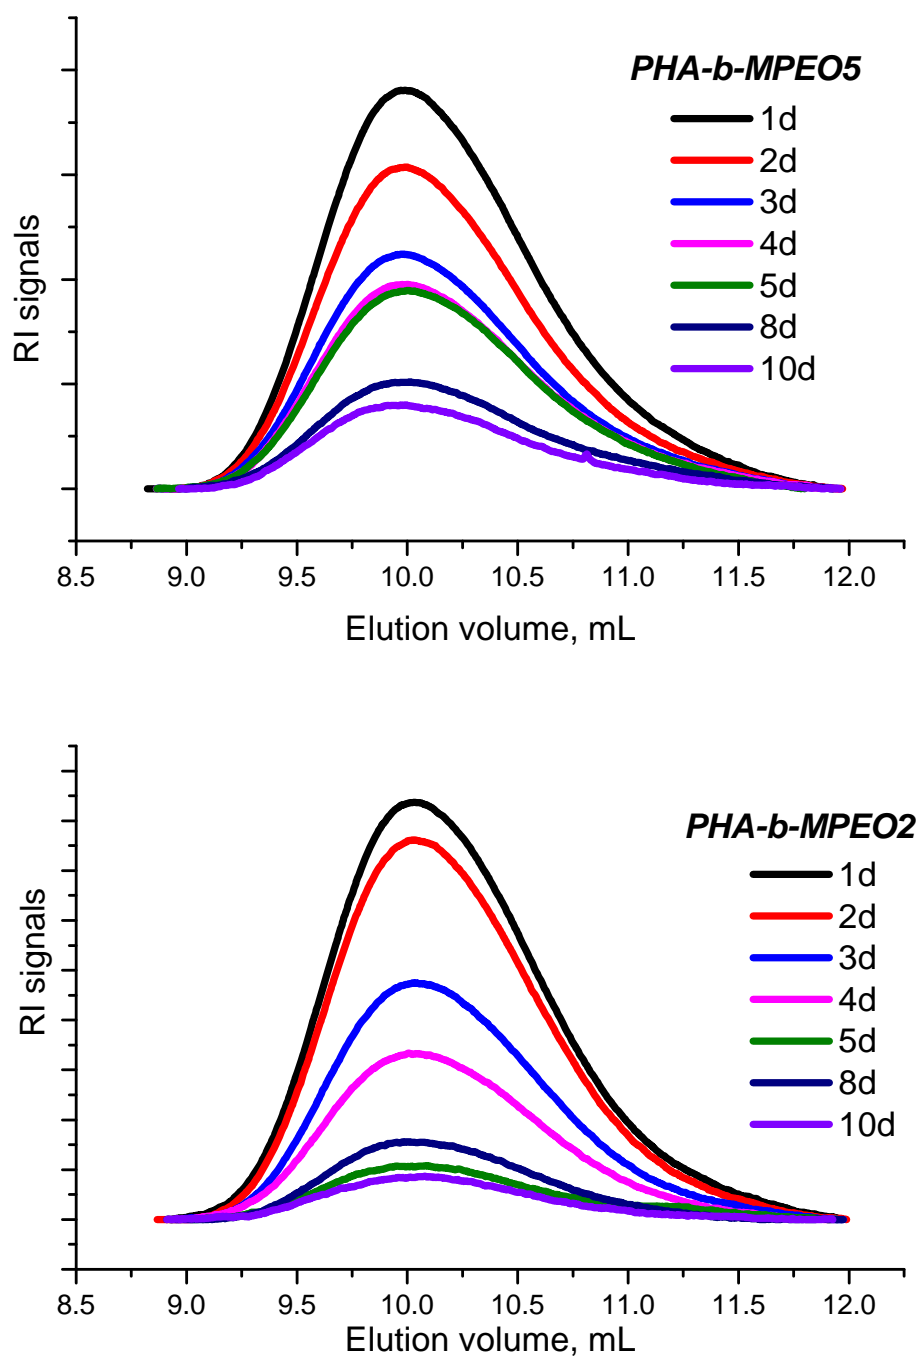 PHA-b-MPEO5
1d
2d
3d
4d
5d
8d
10d
RI signals
8.5 9.0 9.5 10.0 10.5 11.0 11.5 12.0
Elution volume, mL
PHA-b-MPEO2
1d
2d
3d
4d
5d
8d
10d
RI signals
8.5 9.0 9.5 10.0 10.5 11.0 11.5 12.0
Elution volume, mL